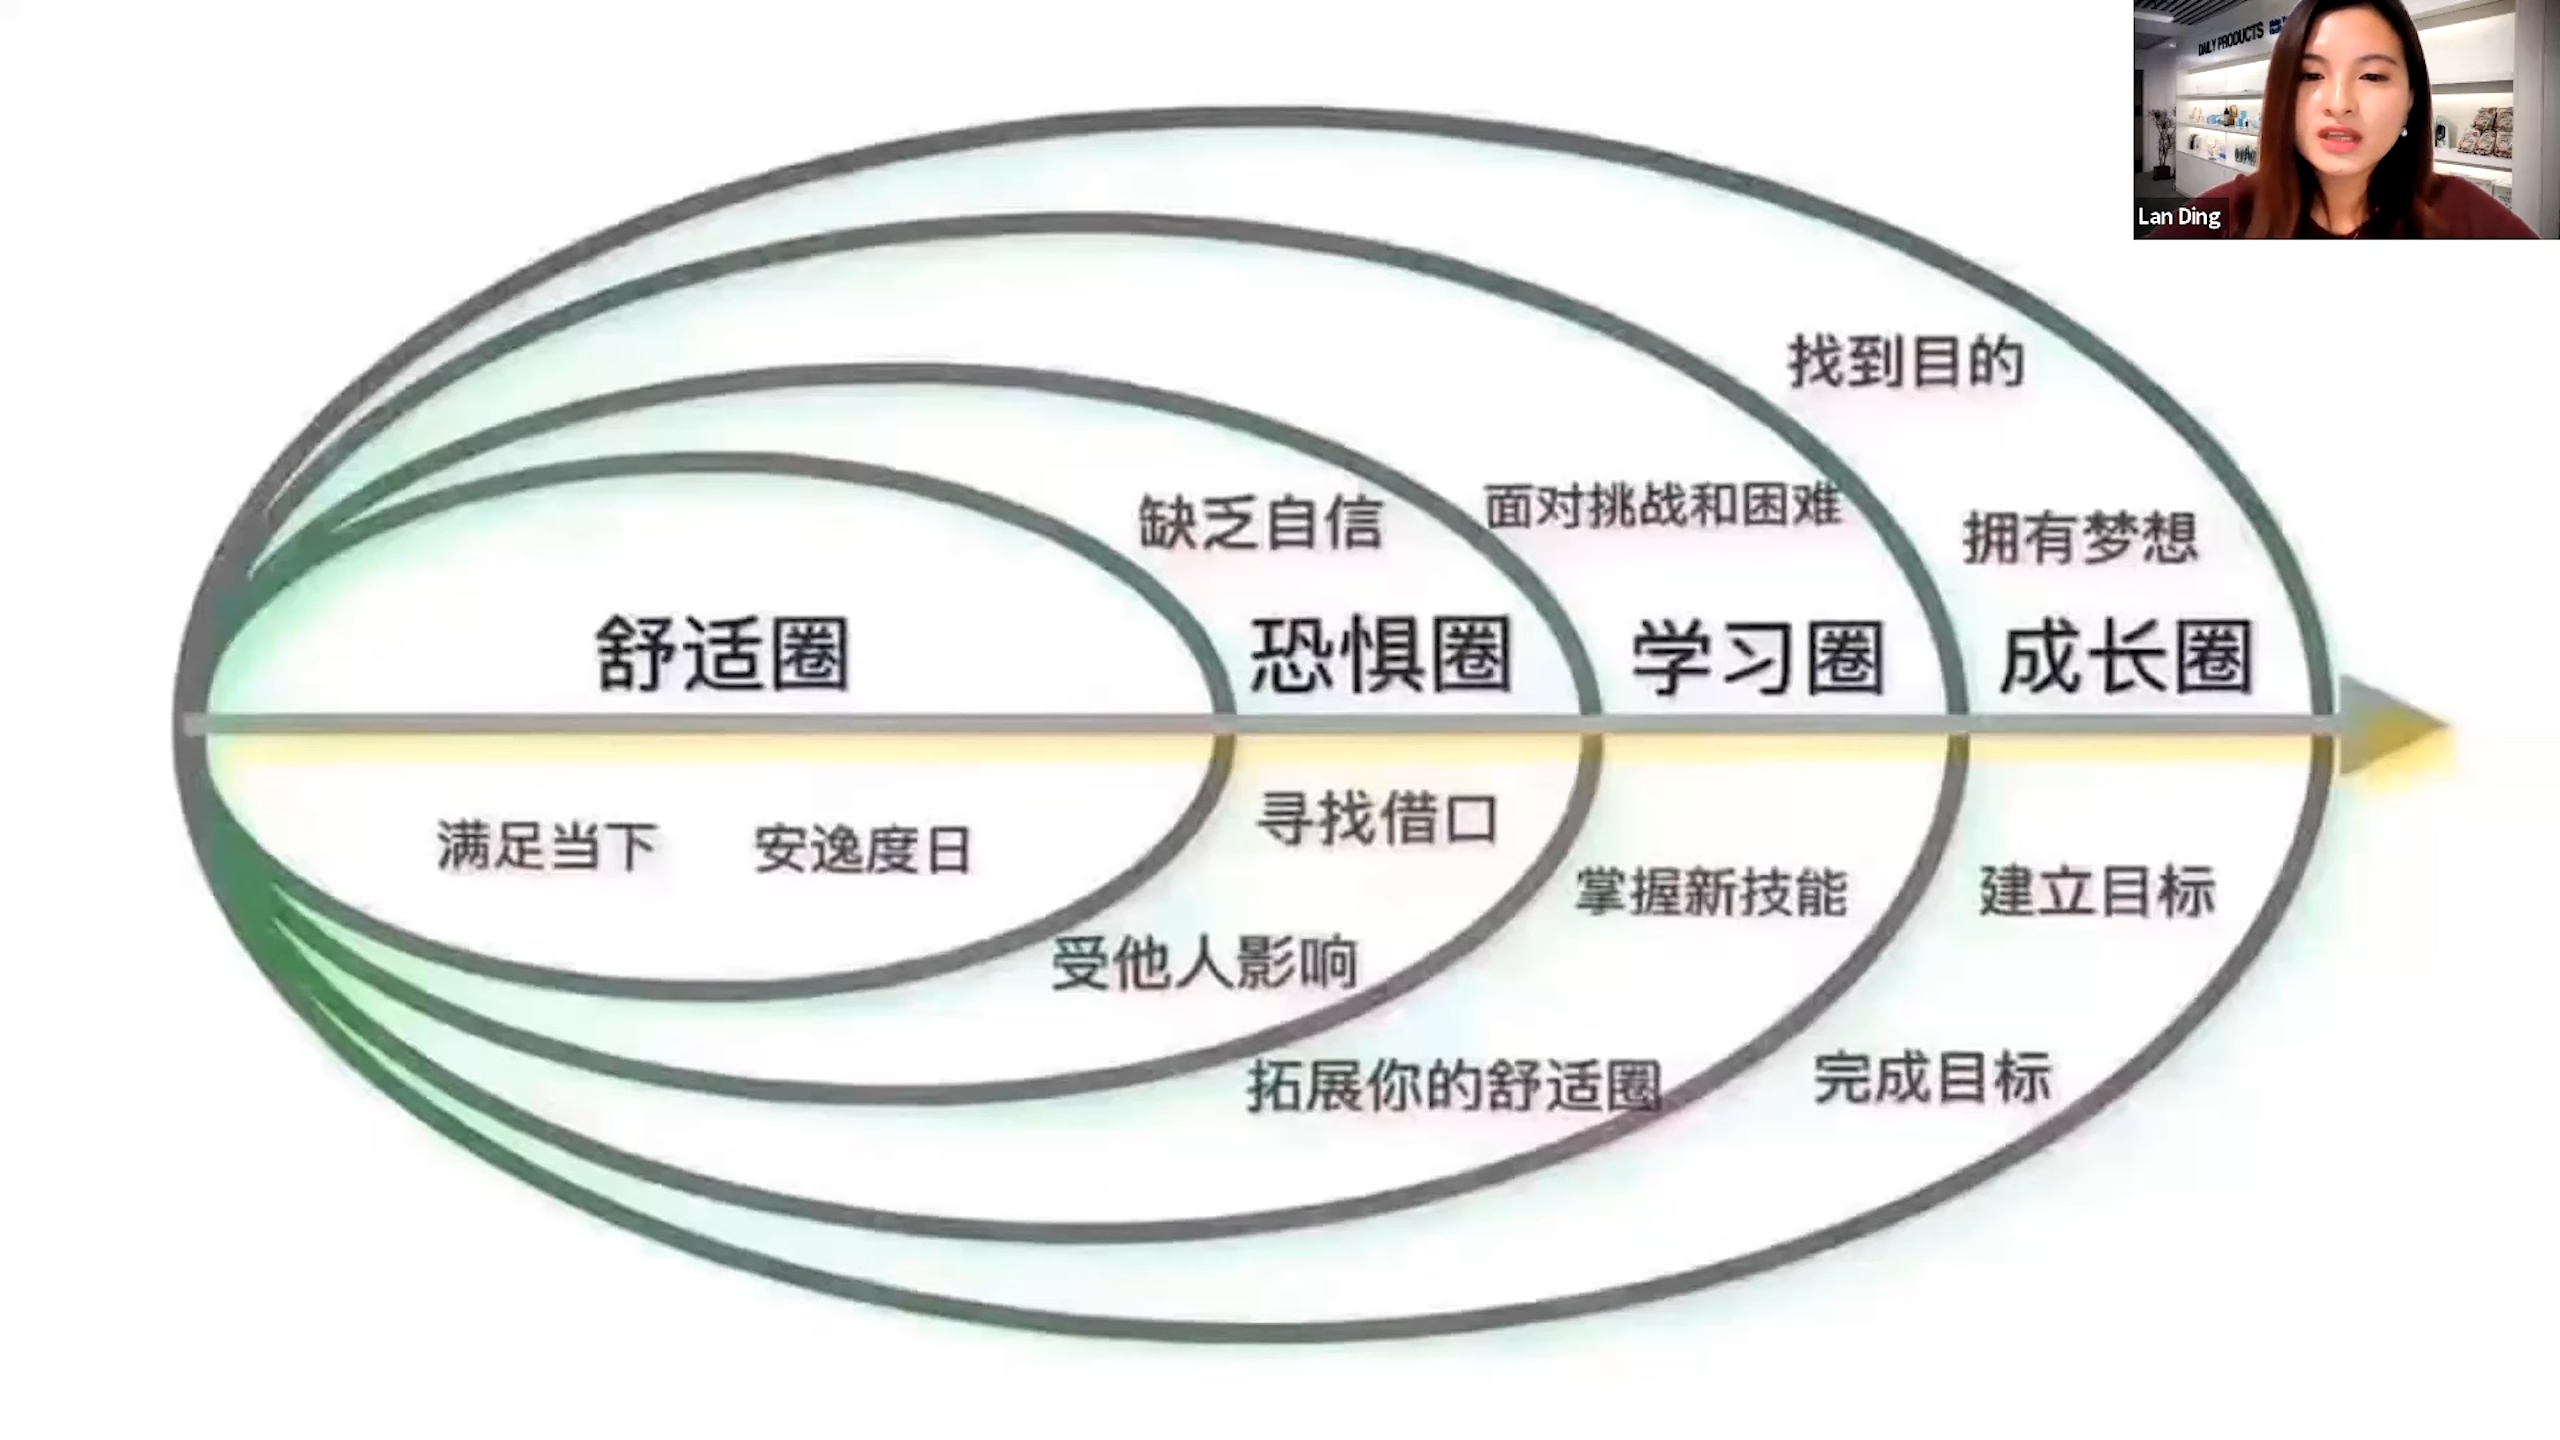 DAILY PRODUCTS
Lan Ding
找到目的
缺乏自信
面对挑战和困难
拥有梦想
舒适圈
恐惧圈
学习圈
成长圈
满足当下
安逸度日
寻找借口
掌握新技能
建立目标
受他人影响
拓展你的舒适圈
完成目标